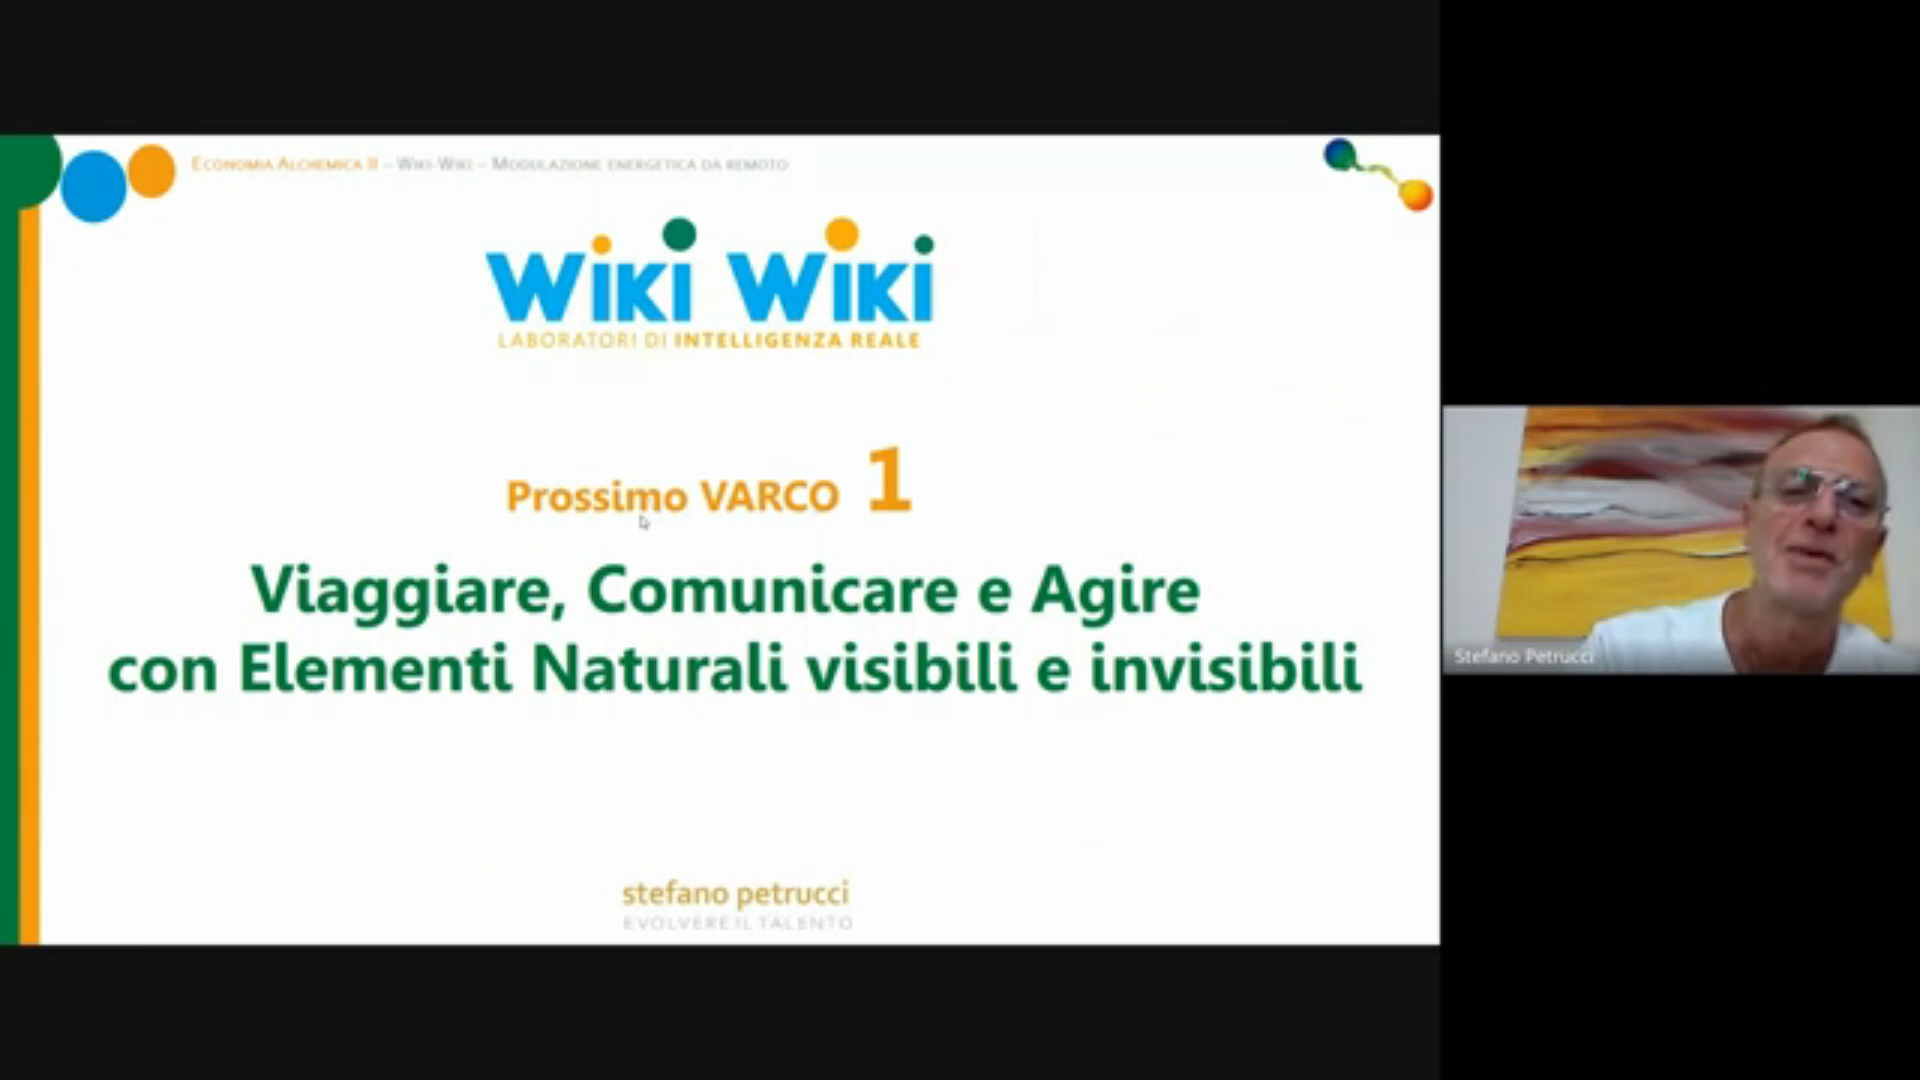 ECONOMIA ALCHEMICA II – WIKI-WIKI – MODULAZIONE ENERGETICA DA REMOTO
Wiki Wiki
LABORATORI DI INTELLIGENZA REALE
Prossimo VARCO 1
Viaggiare, Comunicare e Agire
con Elementi Naturali visibili e invisibili
Stefano Petrucci
stefano petrucci
EVOLVERE IL TALENTO